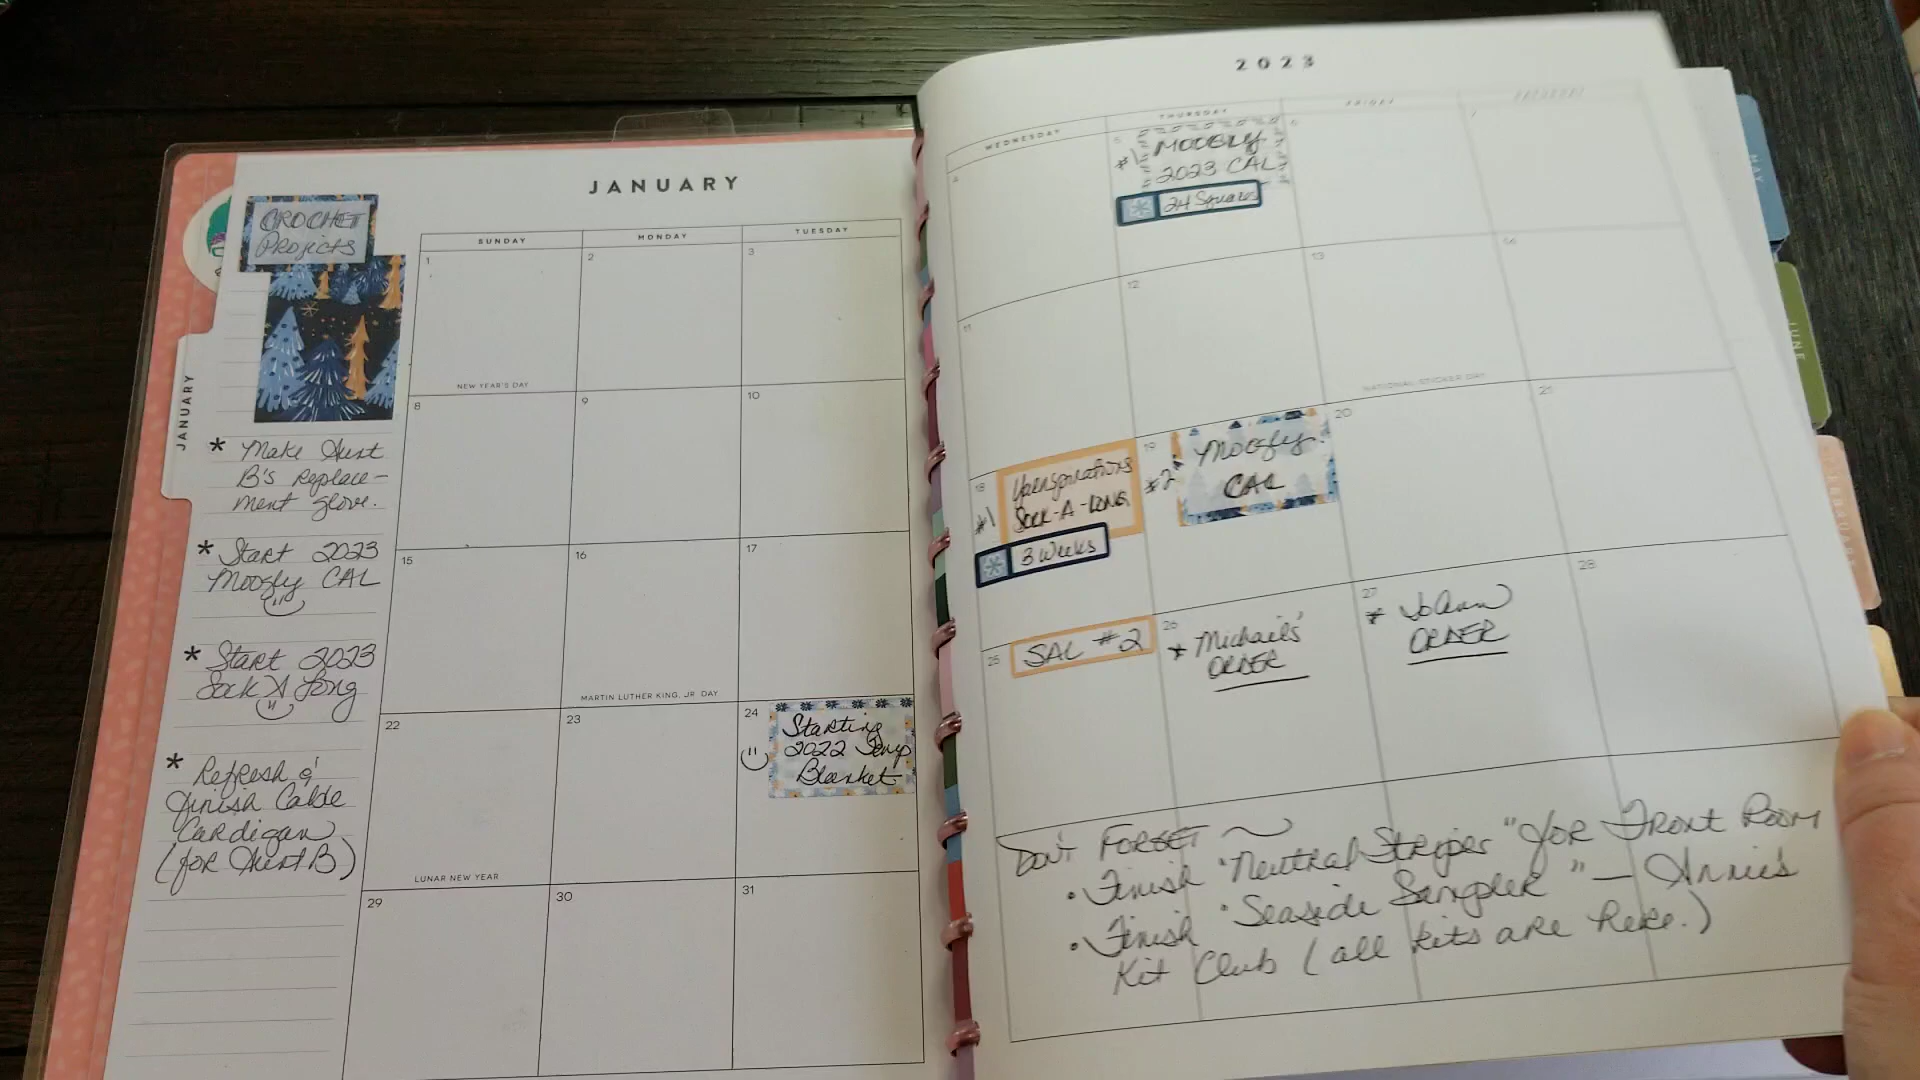 JANUARY
CROCHET
Projects
JANUARY
* Make Aunt
B's Replace-
ment glove.
* Start 2023
Moogly CAL
* Start 2023
Sock A Long
* Refresh &
finish Calde
Cardigan
(for Aunt B)
SUNDAY MONDAY TUESDAY
1 2 3
NEW YEAR'S DAY
8 9 10
15 16 17
MARTIN LUTHER KING, JR. DAY
22 23 24
Starting
2022 Temp
Blanket
LUNAR NEW YEAR
29 30 31
2023
WEDNESDAY THURSDAY FRIDAY SATURDAY
4 5 6 7
#1 MOOGLY
2023 CAL
24 Squares
11 12 13 14
NATIONAL STICKER DAY
18 19 20 21
#1 Yarnspirations
Sock-A-LONG
3 Weeks
#2 Moogly
CAL
25 26 27 28
SAL #2
* Michaels'
ORDER
* JoAnn
ORDER
DON'T FORGET ~
• Finish "Neutral Stripes" for Front Room
• Finish "Seaside Sampler" — Annie's
Kit Club (all kits are here.)
MAY
JUNE
FEBRUARY